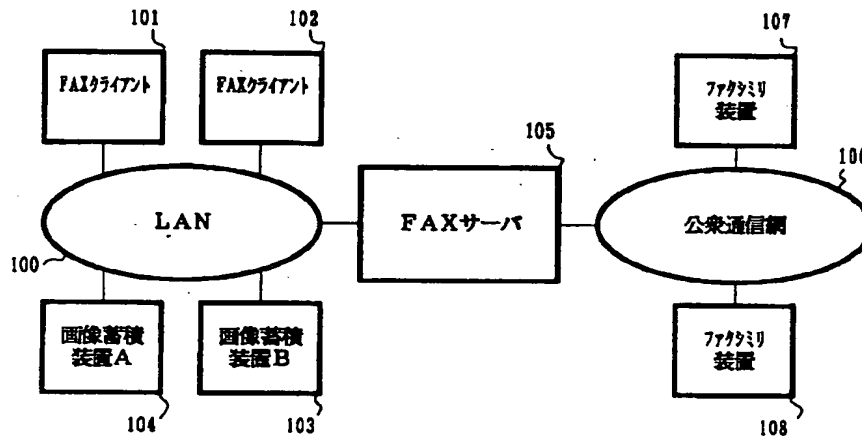 101
102
107
FAXクライアント
FAXクライアント
ファクシミリ
装置
105
106
LAN
FAXサーバ
公衆通信網
100
画像蓄積
装置A
画像蓄積
装置B
ファクシミリ
装置
104
103
108